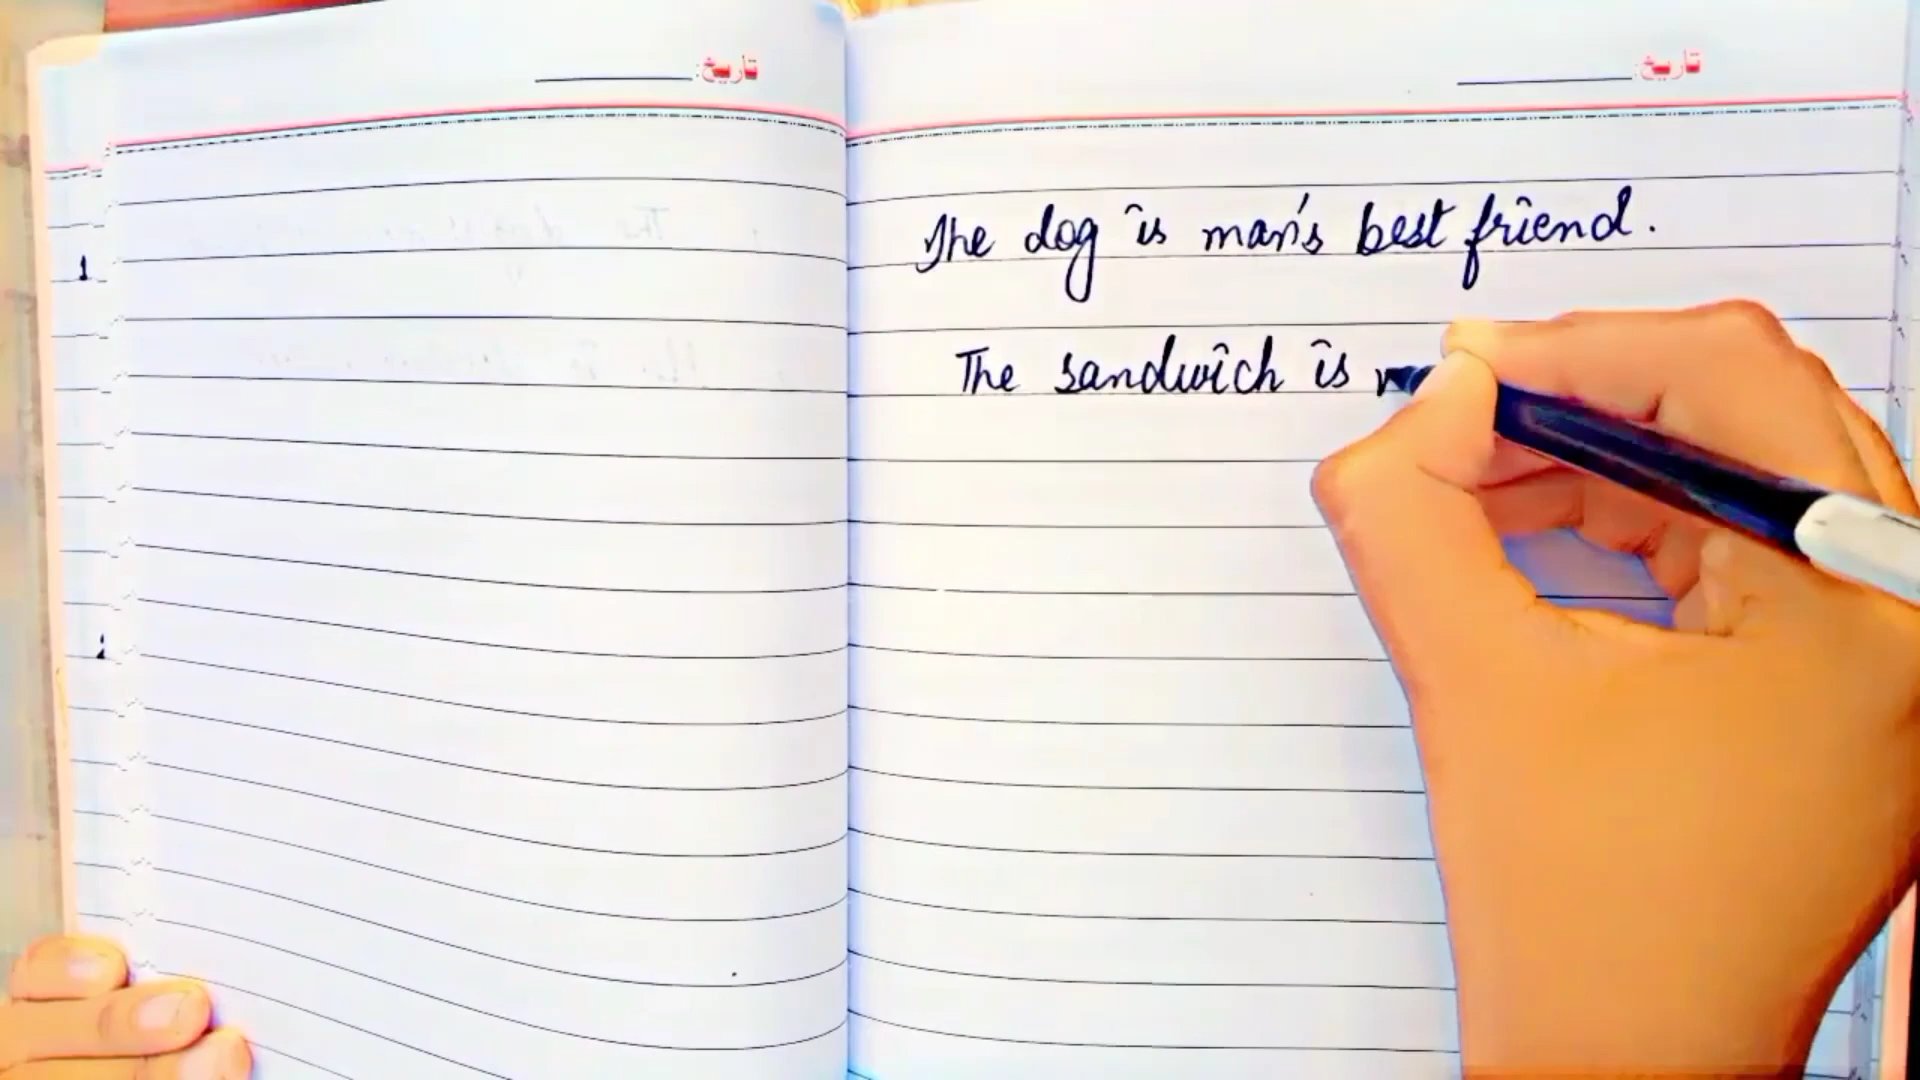 تاریخ:
تاریخ:
The dog is man's best friend.
The sandwich is
1